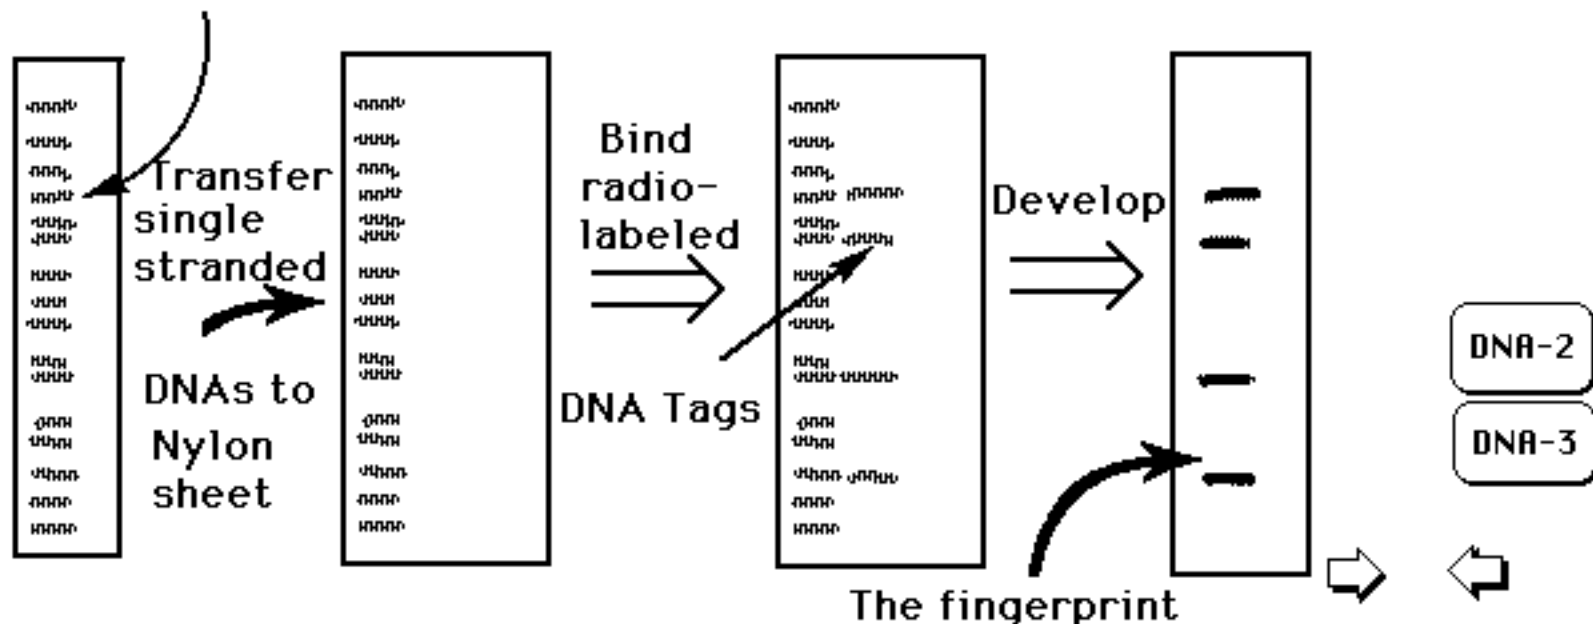 Transfer
single
stranded
DNAs to
Nylon
sheet
Bind
radio-
labeled
DNA Tags
Develop
The fingerprint
DNA-2
DNA-3